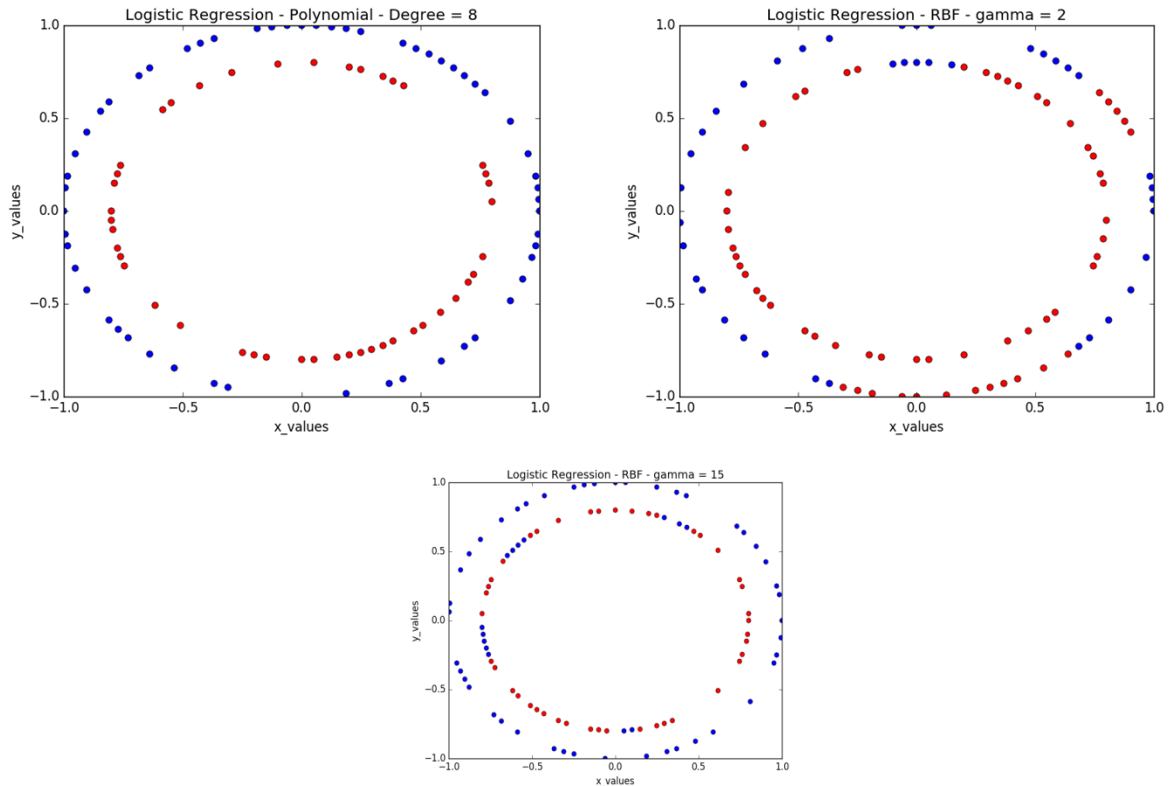 Logistic Regression - Polynomial - Degree = 8
1.0
0.5
0.0
−0.5
−1.0
y_values
−1.0 −0.5 0.0 0.5 1.0
x_values
Logistic Regression - RBF - gamma = 2
1.0
0.5
0.0
−0.5
−1.0
y_values
−1.0 −0.5 0.0 0.5 1.0
x_values
Logistic Regression - RBF - gamma = 15
1.0
0.5
0.0
−0.5
−1.0
y_values
−1.0 −0.5 0.0 0.5 1.0
x values